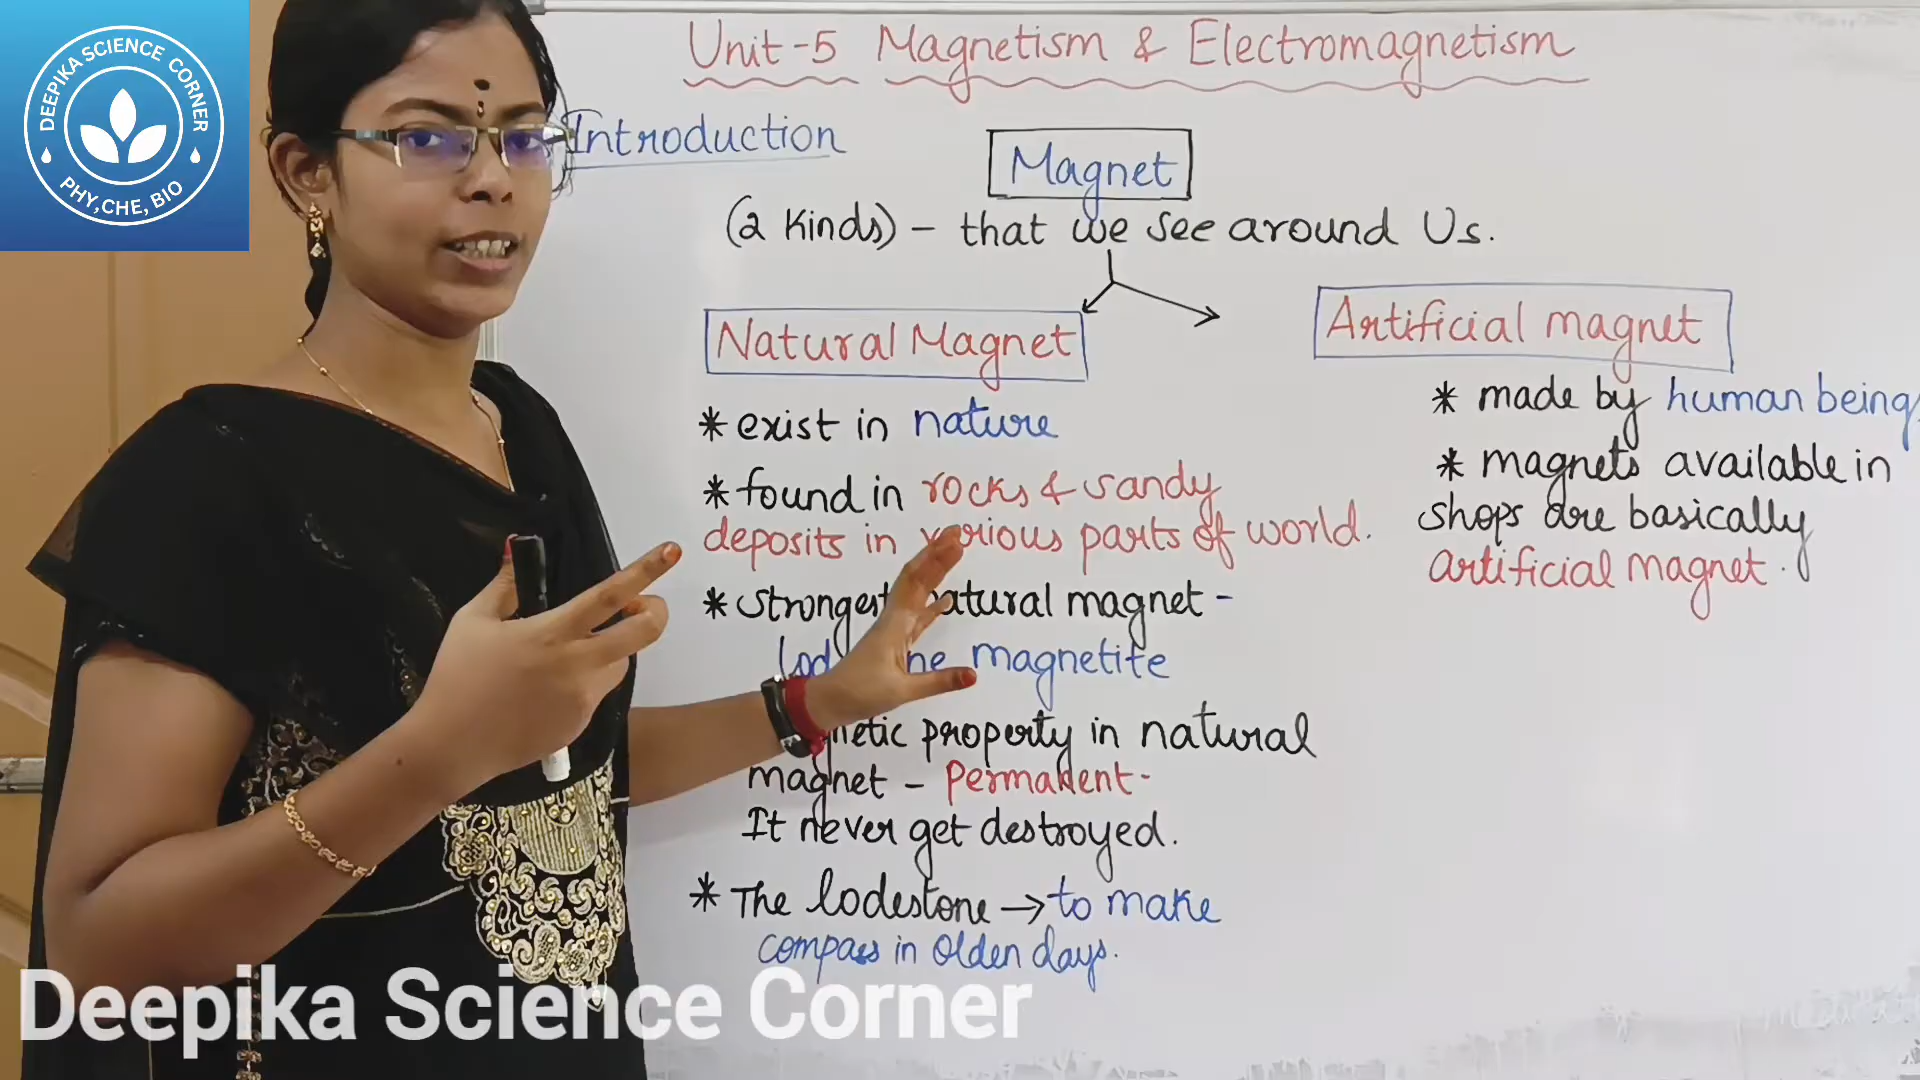 DEEPIKA SCIENCE CORNER
PHY,CHE, BIO
Unit-5 Magnetism & Electromagnetism
Introduction
Magnet
(2 Kinds) - that we see around Us.
Natural Magnet
* exist in nature
* found in rocks & sandy
deposits in various parts of world.
* Strongest natural magnet -
magnetite
property in natural
magnet - Permanent-
It never get destroyed.
* The lodestone → to make
compass in olden days.
Artificial magnet
* made by human being
* magnets available in
shops are basically
artificial magnet.
Deepika Science Corner